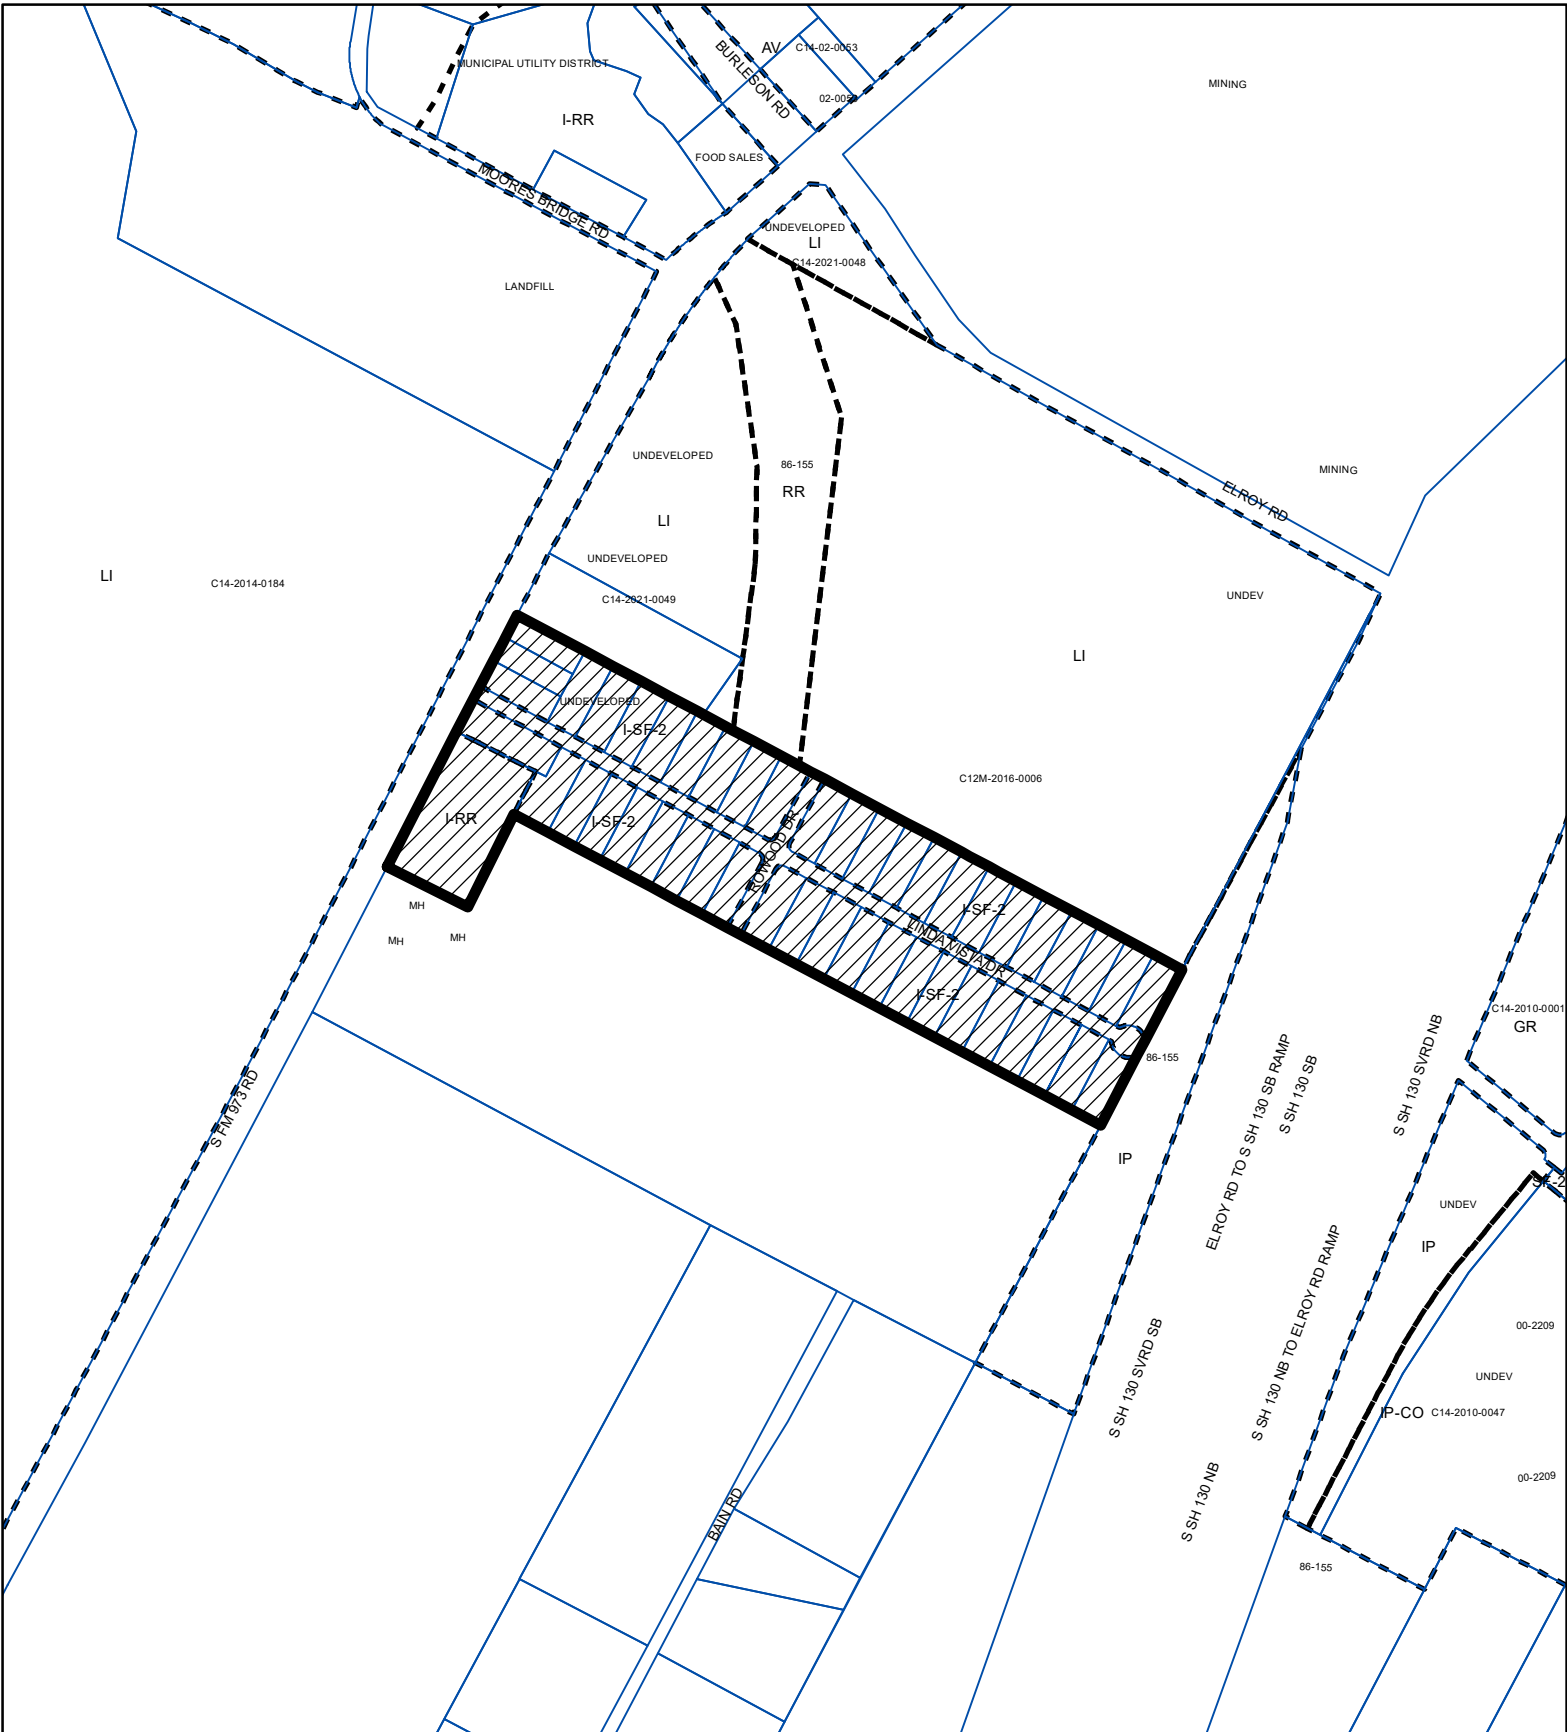 AV
C14-02-0053
BURLESON RD
MUNICIPAL UTILITY DISTRICT
MINING
I-RR
FOOD SALES
MOORES BRIDGE RD
UNDEVELOPED
LI
C14-2021-0048
LANDFILL
UNDEVELOPED
86-155
RR
MINING
ELROY RD
LI
UNDEVELOPED
LI
C14-2014-0184
C14-2021-0049
UNDEV
LI
UNDEVELOPED
I-SF-2
C12M-2016-0006
I-RR
I-SF-2
ROWOOD DR
I-SF-2
LINDA VISTA DR
I-SF-2
MH
MH
MH
86-155
C14-2010-0001
GR
S FM 973 RD
ELROY RD TO S SH 130 SB RAMP
S SH 130 SB
S SH 130 SVRD NB
IP
SF-2
UNDEV
IP
00-2209
UNDEV
IP-CO
C14-2010-0047
S SH 130 SVRD SB
S SH 130 NB TO ELROY RD RAMP
00-2209
S SH 130 NB
BAIN RD
86-155